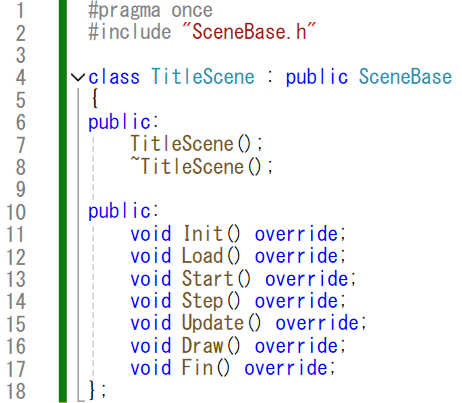 1 #pragma once
2 #include "SceneBase.h"
3
4 class TitleScene : public SceneBase
5 {
6 public:
7     TitleScene();
8     ~TitleScene();
9
10 public:
11     void Init() override;
12     void Load() override;
13     void Start() override;
14     void Step() override;
15     void Update() override;
16     void Draw() override;
17     void Fin() override;
18 };